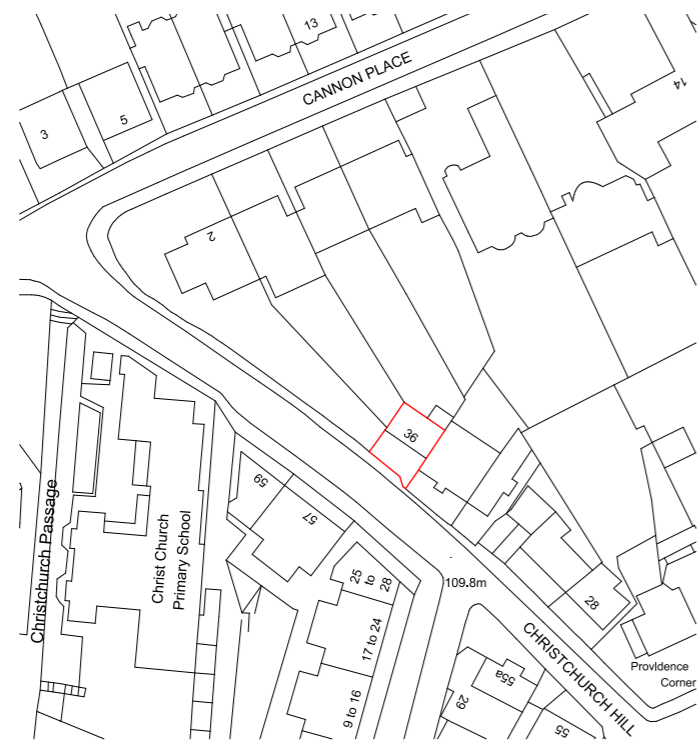 13
CANNON PLACE
14
5
3
2
36
59
57
Christchurch Passage
Christ Church
Primary School
25
to
28
109.8m
17 to 24
9 to 16
28
CHRISTCHURCH HILL
Providence
Corner
55a
29
55